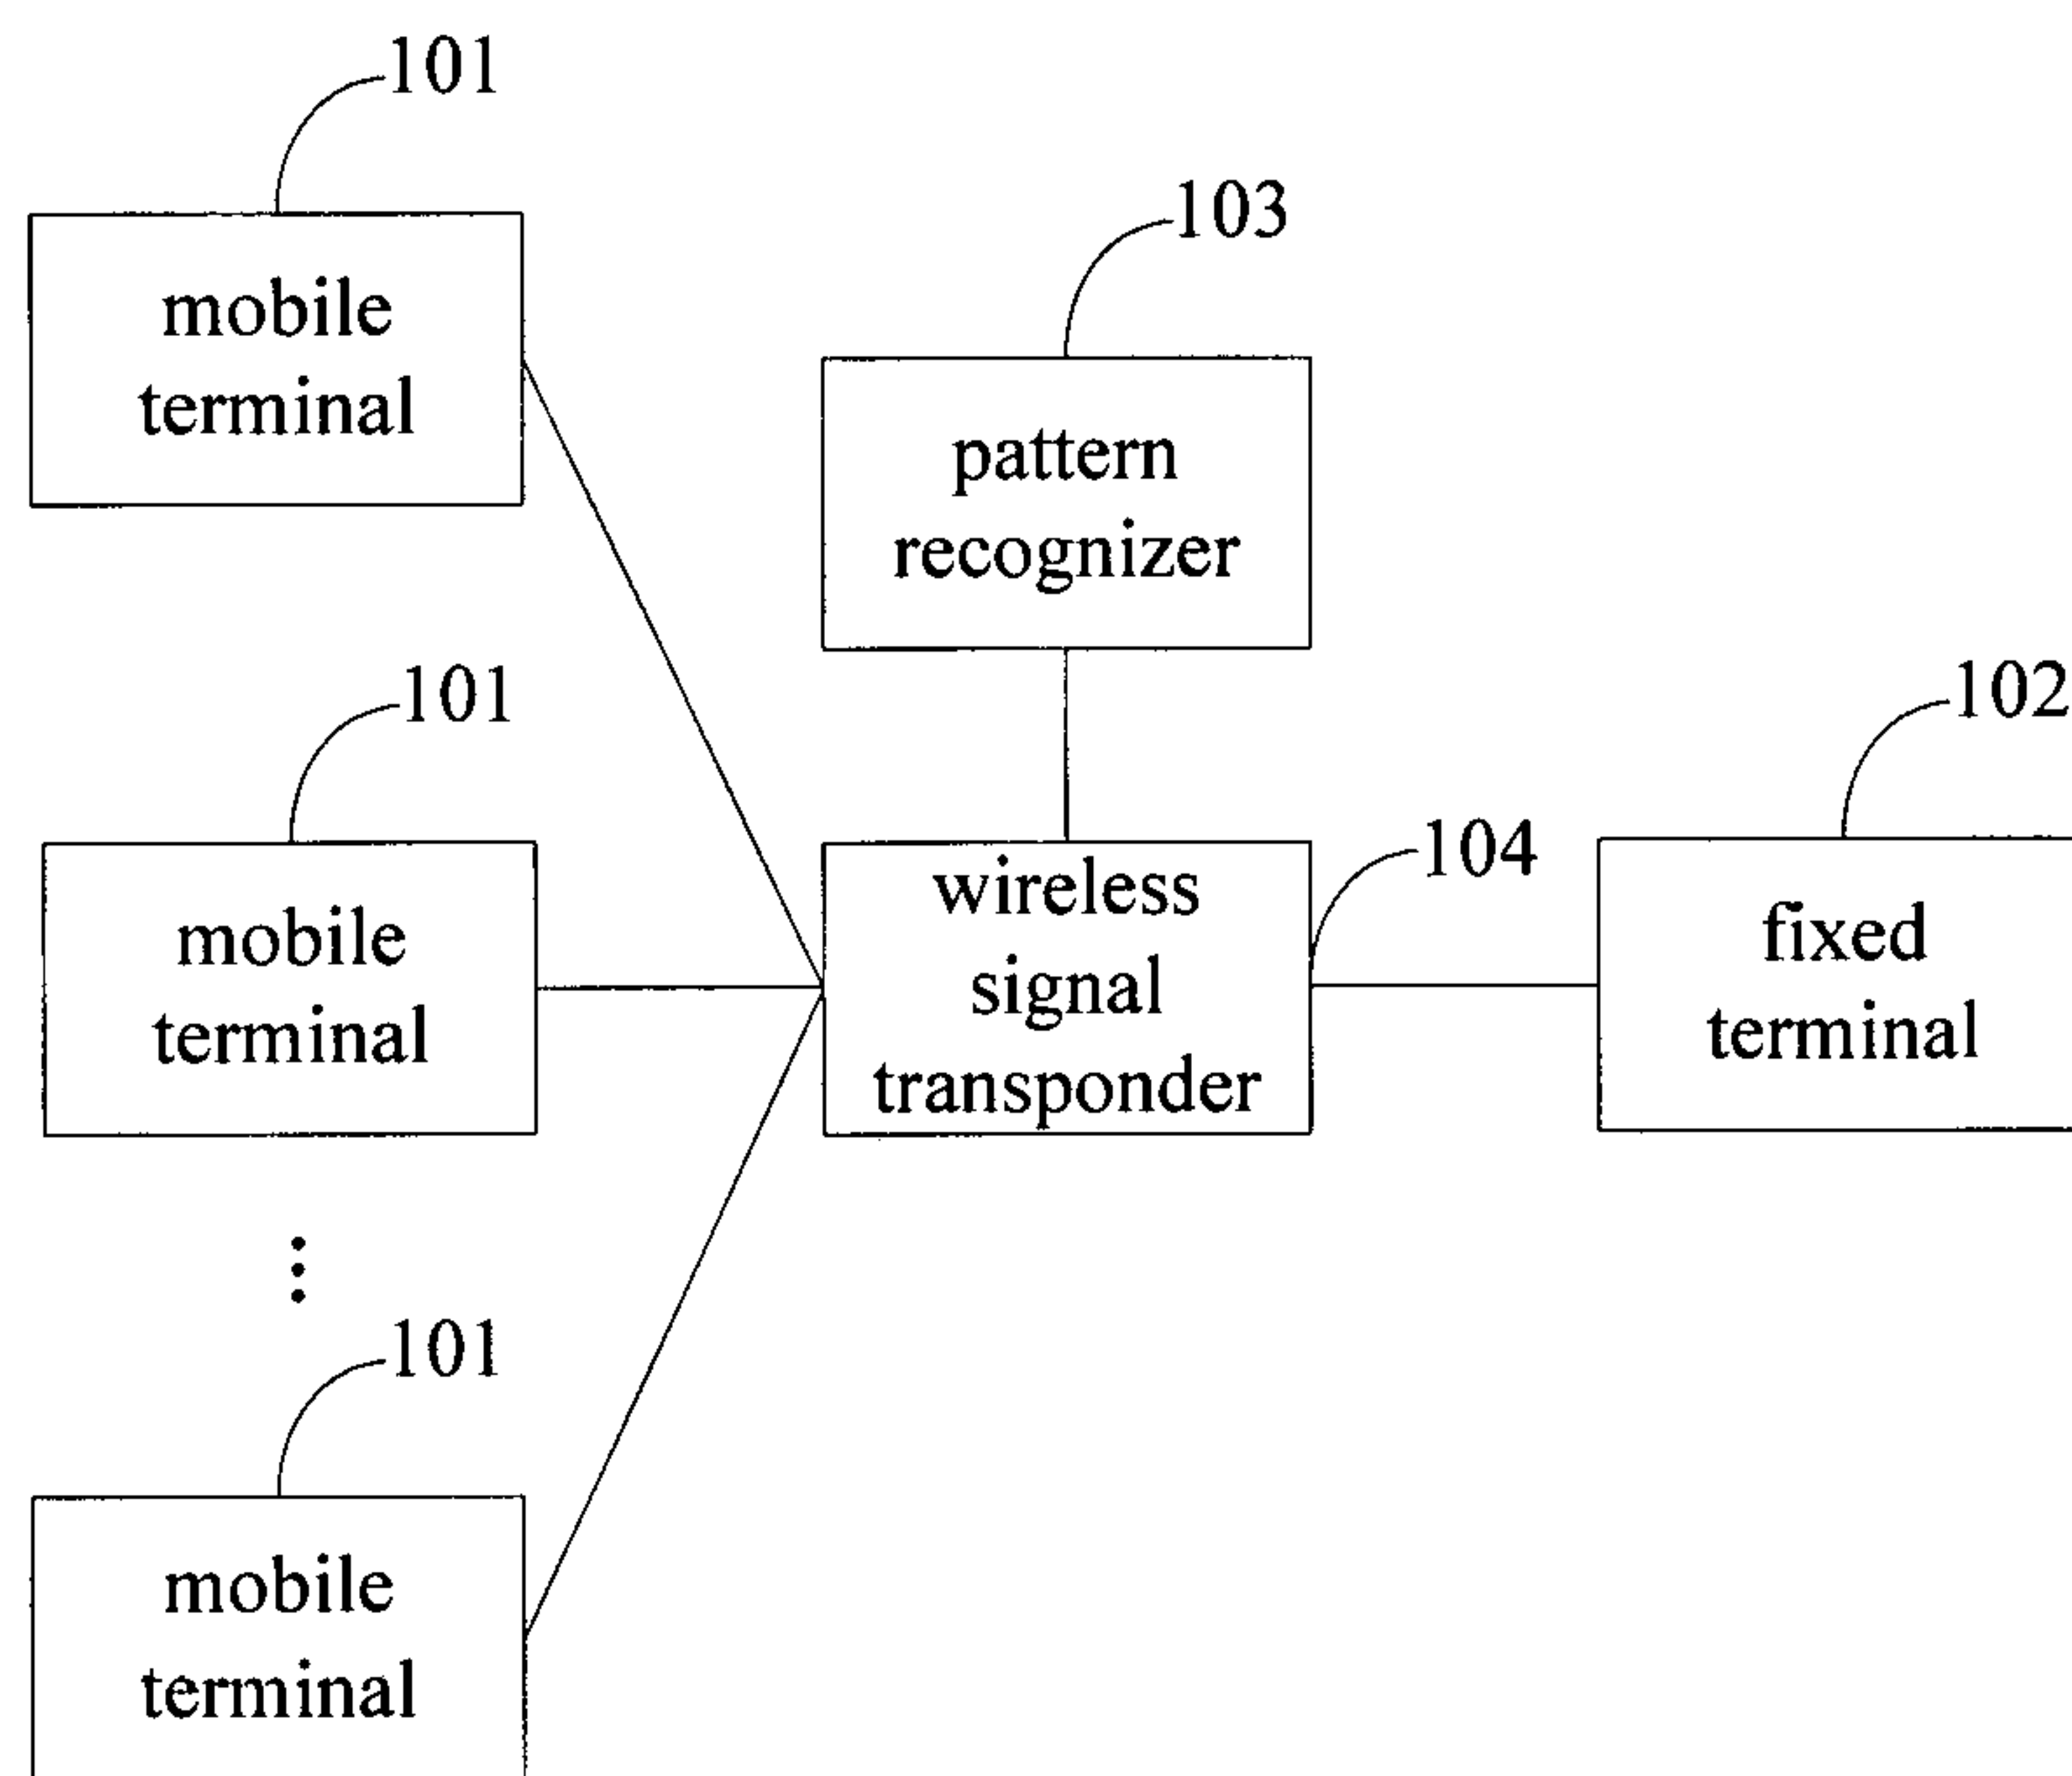 101
mobile
terminal
103
pattern
recognizer
101
mobile
terminal
104
wireless
signal
transponder
102
fixed
terminal
101
mobile
terminal